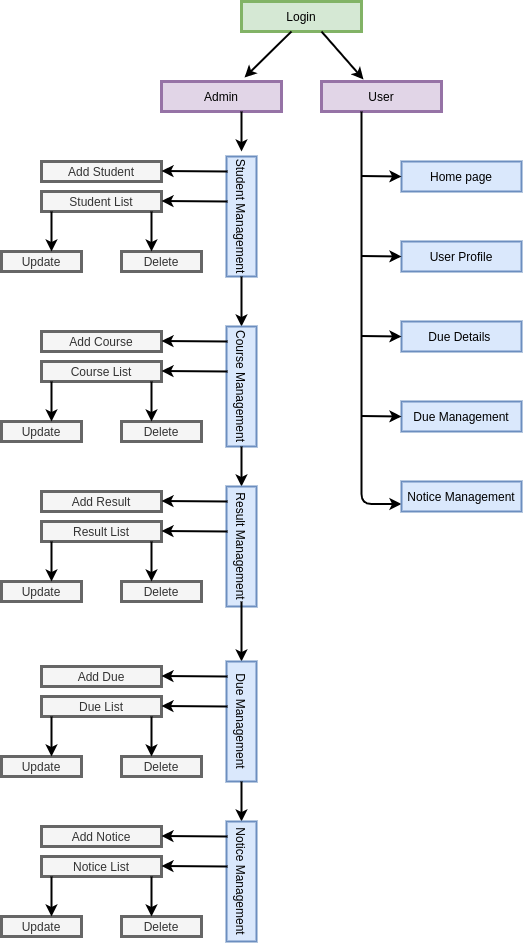 Login
Admin
User
Student Management
Add Student
Student List
Update
Delete
Course Management
Add Course
Course List
Update
Delete
Result Management
Add Result
Result List
Update
Delete
Due Management
Add Due
Due List
Update
Delete
Notice Management
Add Notice
Notice List
Update
Delete
Home page
User Profile
Due Details
Due Management
Notice Management